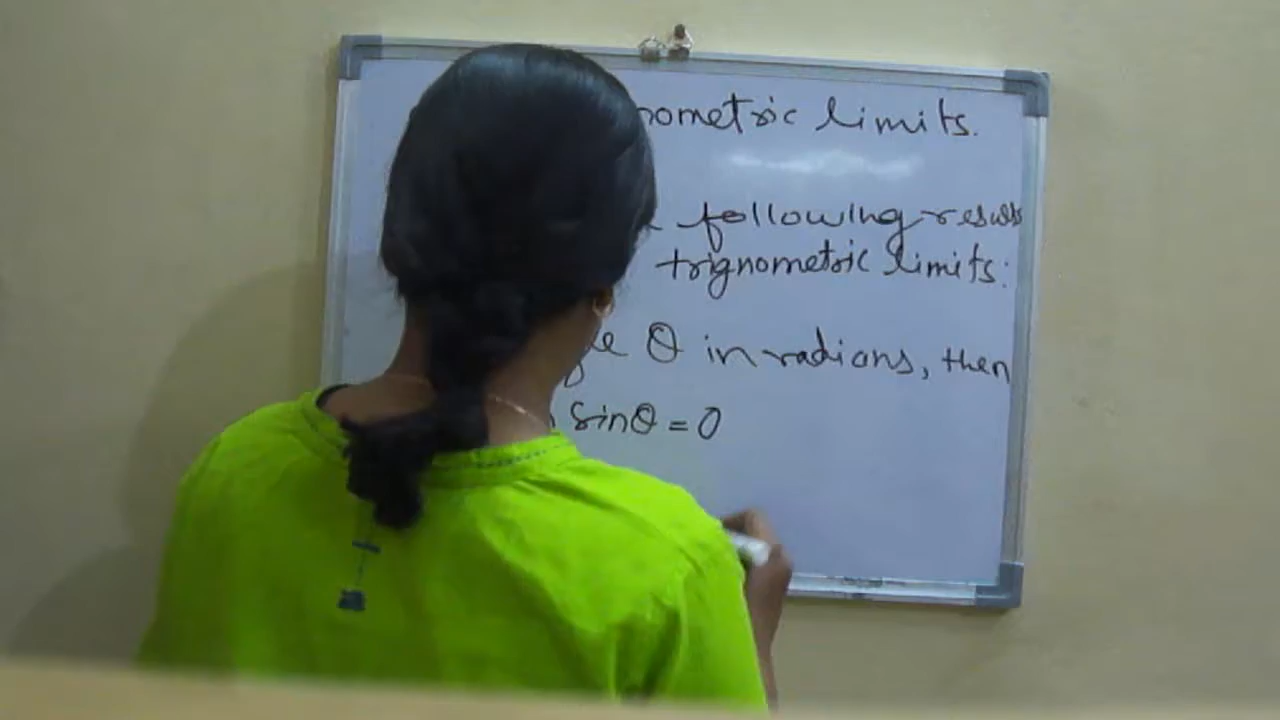 nometric limits.
following results
trignometric limits:
θ in radians, then
sinθ = 0